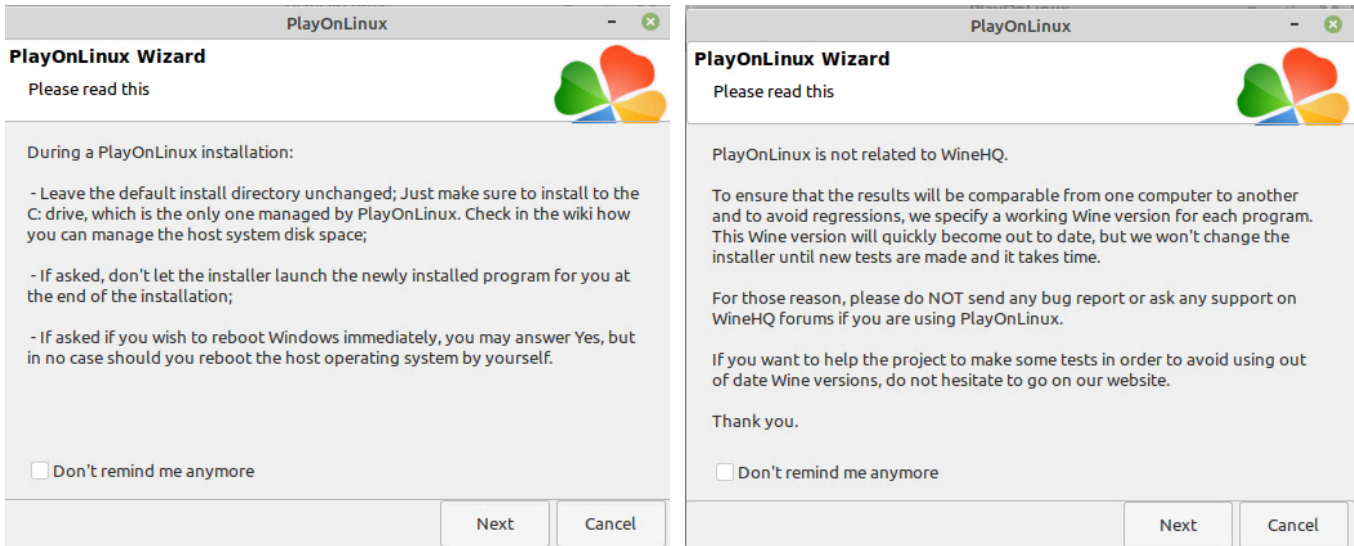 PlayOnLinux
PlayOnLinux Wizard
Please read this
During a PlayOnLinux installation:
- Leave the default install directory unchanged; Just make sure to install to the
C: drive, which is the only one managed by PlayOnLinux. Check in the wiki how
you can manage the host system disk space;
- If asked, don't let the installer launch the newly installed program for you at
the end of the installation;
- If asked if you wish to reboot Windows immediately, you may answer Yes, but
in no case should you reboot the host operating system by yourself.
Don't remind me anymore
Next
Cancel
PlayOnLinux
PlayOnLinux Wizard
Please read this
PlayOnLinux is not related to WineHQ.
To ensure that the results will be comparable from one computer to another
and to avoid regressions, we specify a working Wine version for each program.
This Wine version will quickly become out to date, but we won't change the
installer until new tests are made and it takes time.
For those reason, please do NOT send any bug report or ask any support on
WineHQ forums if you are using PlayOnLinux.
If you want to help the project to make some tests in order to avoid using out
of date Wine versions, do not hesitate to go on our website.
Thank you.
Don't remind me anymore
Next
Cancel